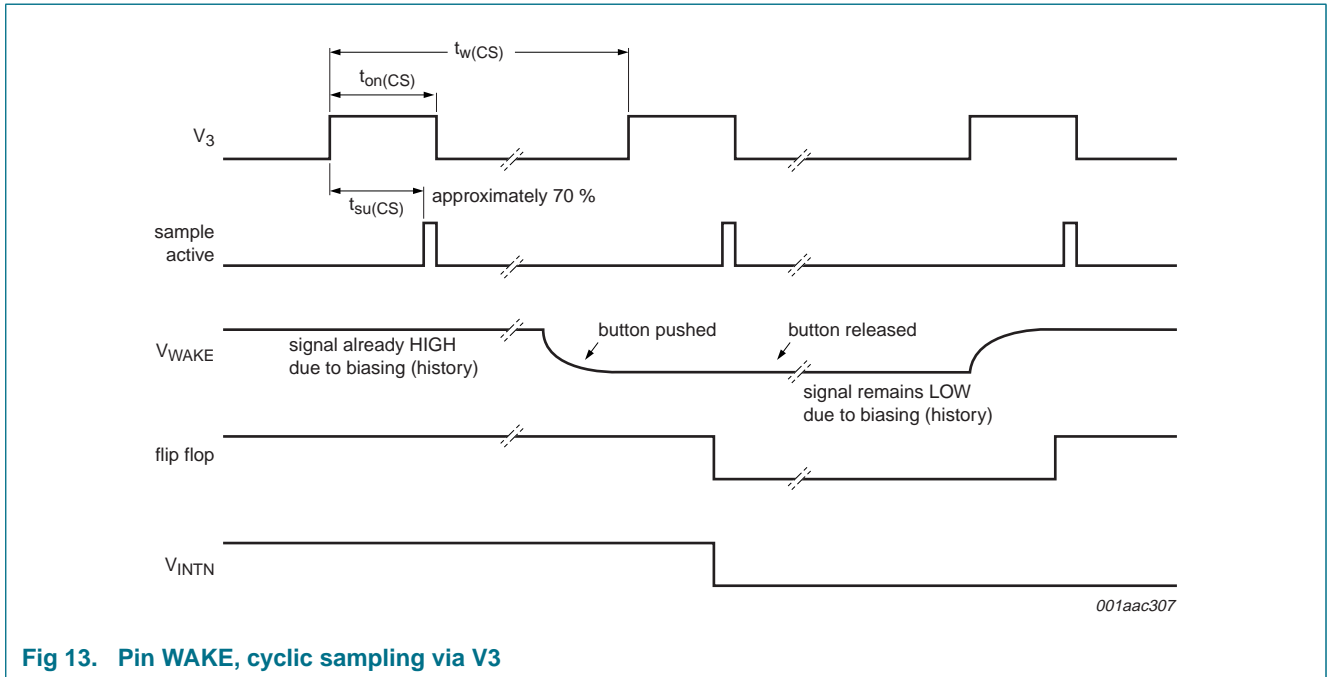 tw(CS)
ton(CS)
V3
tsu(CS)
approximately 70 %
sample
active
VWAKE
signal already HIGH
due to biasing (history)
button pushed
button released
signal remains LOW
due to biasing (history)
flip flop
VINTN
001aac307
Fig 13. Pin WAKE, cyclic sampling via V3